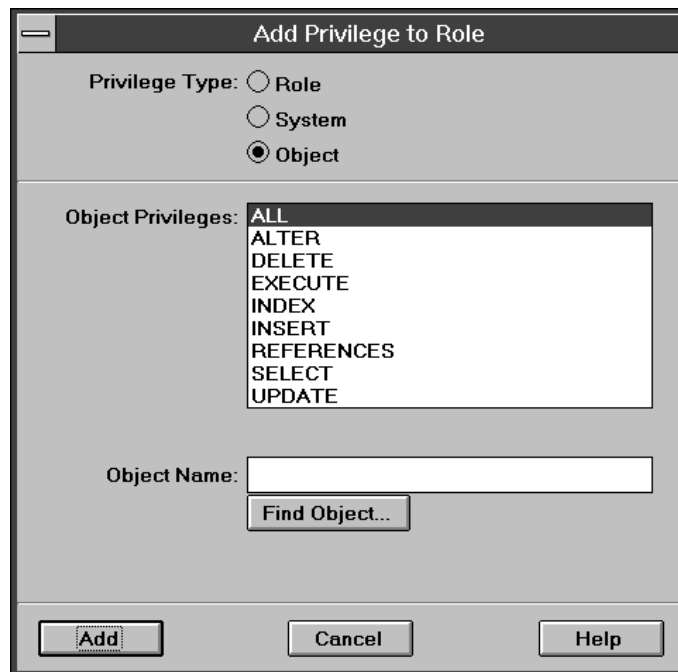 Add Privilege to Role
Privilege Type: Role
System
Object
Object Privileges: ALL
ALTER
DELETE
EXECUTE
INDEX
INSERT
REFERENCES
SELECT
UPDATE
Object Name:
Find Object...
Add Cancel Help